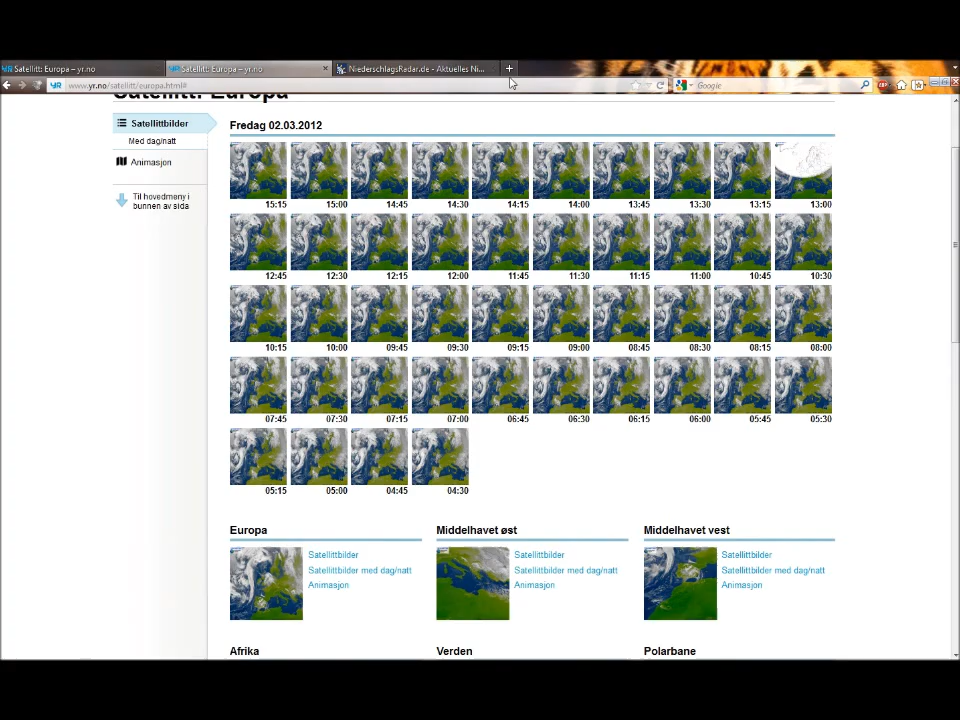 Satellitt: Europa – yr.no
Satellitt: Europa – yr.no
NiederschlagsRadar.de - Aktuelles Ni...
www.yr.no/satellitt/europa.html#
Google
Satellitt: Europa
Satellittbilder
Med dag/natt
Animasjon
Til hovedmeny i
bunnen av sida
Fredag 02.03.2012
15:15 15:00 14:45 14:30 14:15 14:00 13:45 13:30 13:15 13:00
12:45 12:30 12:15 12:00 11:45 11:30 11:15 11:00 10:45 10:30
10:15 10:00 09:45 09:30 09:15 09:00 08:45 08:30 08:15 08:00
07:45 07:30 07:15 07:00 06:45 06:30 06:15 06:00 05:45 05:30
05:15 05:00 04:45 04:30
Europa
Satellittbilder
Satellittbilder med dag/natt
Animasjon
Middelhavet øst
Satellittbilder
Satellittbilder med dag/natt
Animasjon
Middelhavet vest
Satellittbilder
Satellittbilder med dag/natt
Animasjon
Afrika
Verden
Polarbane